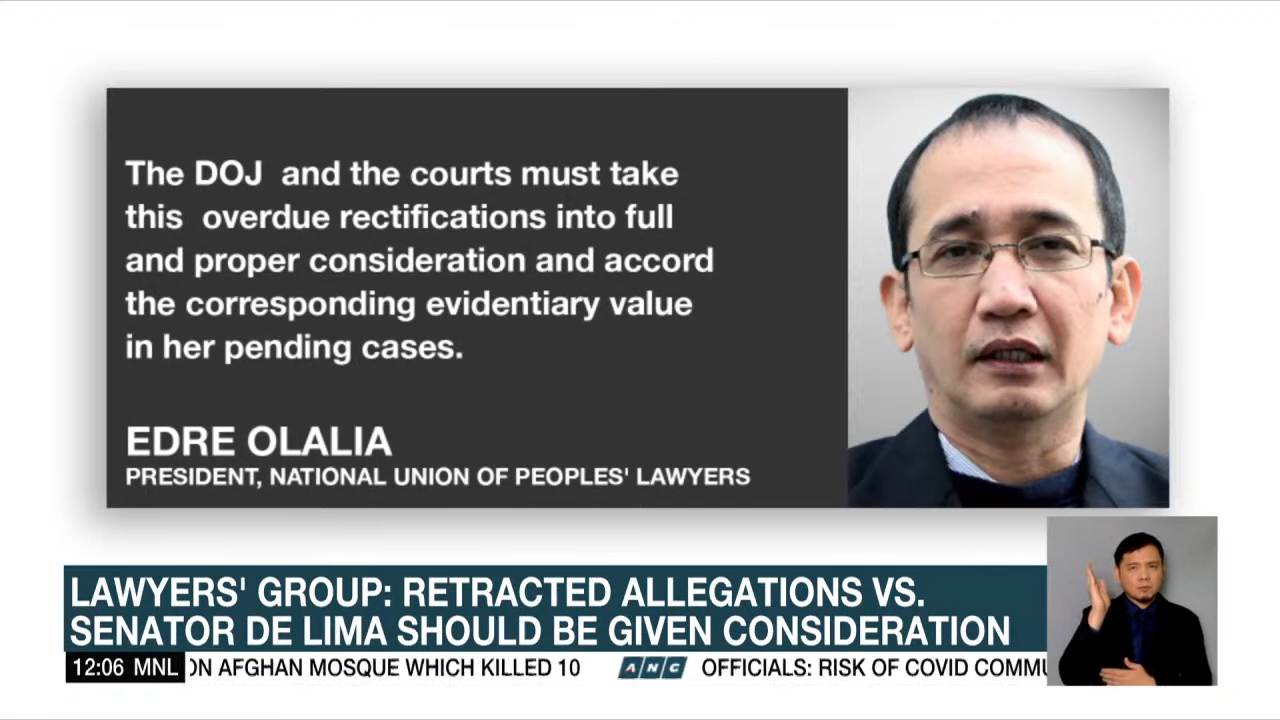 The DOJ and the courts must take
this overdue rectifications into full
and proper consideration and accord
the corresponding evidentiary value
in her pending cases.
EDRE OLALIA
PRESIDENT, NATIONAL UNION OF PEOPLES' LAWYERS
LAWYERS' GROUP: RETRACTED ALLEGATIONS VS.
SENATOR DE LIMA SHOULD BE GIVEN CONSIDERATION
12:06 MNL ON AFGHAN MOSQUE WHICH KILLED 10 ANC OFFICIALS: RISK OF COVID COMMU